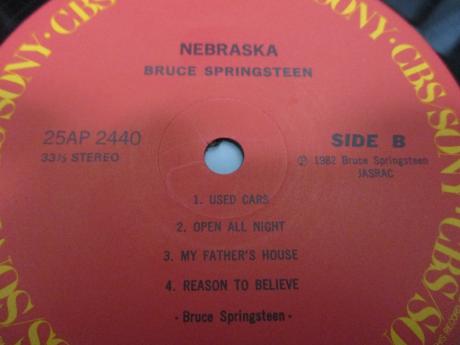 NEBRASKA
BRUCE SPRINGSTEEN
25AP 2440
33⅓ STEREO
SIDE B
Ⓟ 1982 Bruce Springsteen
JASRAC
1. USED CARS
2. OPEN ALL NIGHT
3. MY FATHER'S HOUSE
4. REASON TO BELIEVE
- Bruce Springsteen -
SONY · CBS/SONY · CBS/SONY